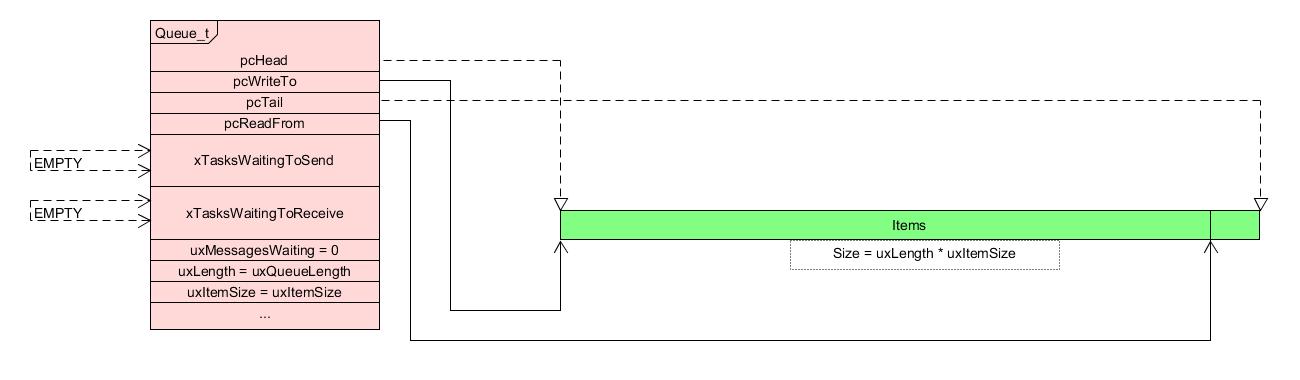 Queue_t
pcHead
pcWriteTo
pcTail
pcReadFrom
EMPTY
xTasksWaitingToSend
EMPTY
xTasksWaitingToReceive
uxMessagesWaiting = 0
uxLength = uxQueueLength
uxItemSize = uxItemSize
...
Items
Size = uxLength * uxItemSize